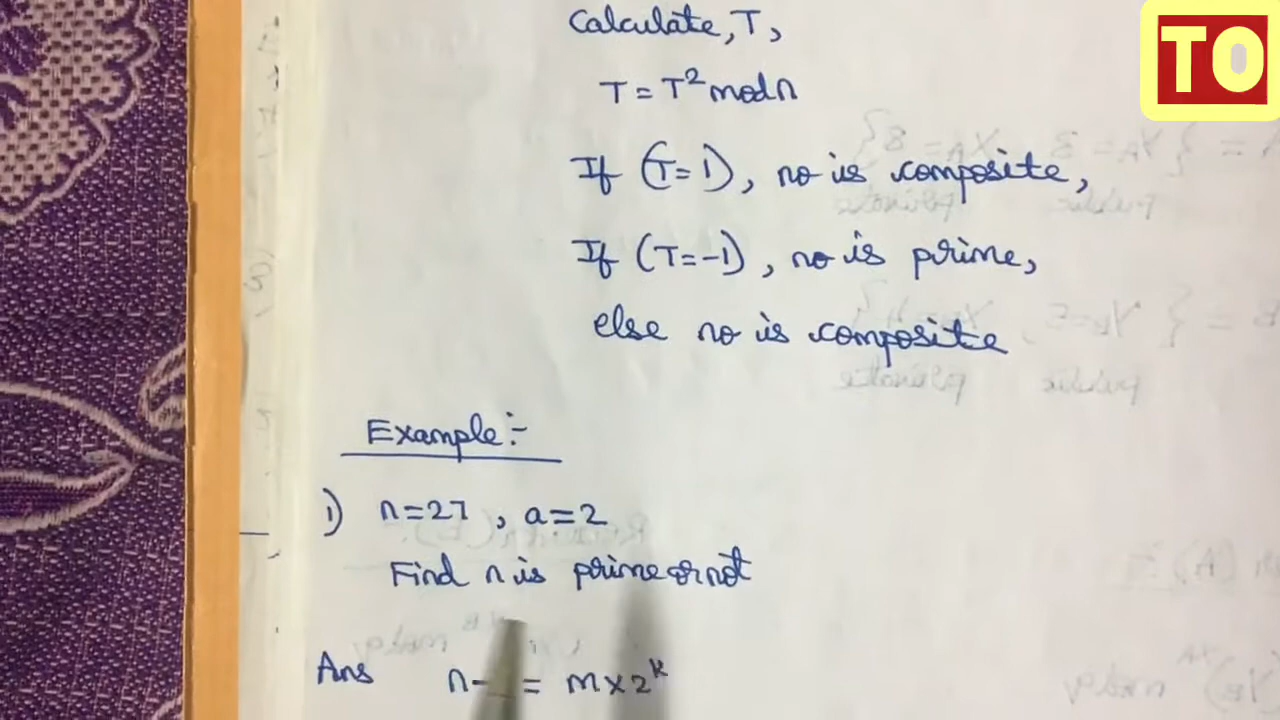 TO
Calculate, T,
T = T² mod n
If (T=1), no is composite,
If (T=-1), no is prime,
else no is composite
Example:-
1) n=27, a=2
Find n is prime or not
Ans n- = m×2ᵏ